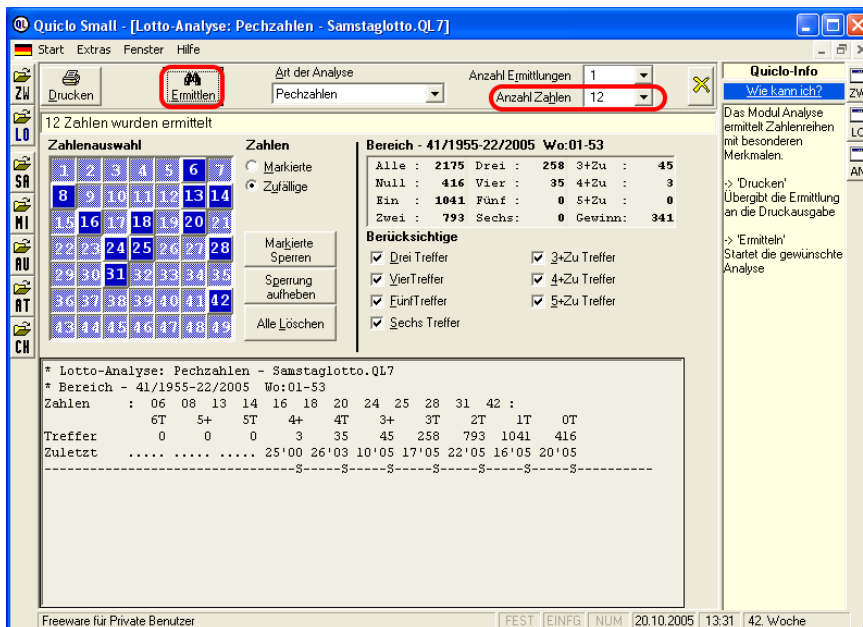 Quiclo Small - [Lotto-Analyse: Pechzahlen - Samstaglotto.QL7]
Start Extras Fenster Hilfe
ZW
LO
SA
MI
AU
AT
CH
Drucken
Ermittlen
Art der Analyse
Pechzahlen
Anzahl Ermittlungen 1
Anzahl Zahlen 12
12 Zahlen wurden ermittelt
Zahlenauswahl
1 2 3 4 5 6 7
8 9 10 11 12 13 14
15 16 17 18 19 20 21
22 23 24 25 26 27 28
29 30 31 32 33 34 35
36 37 38 39 40 41 42
43 44 45 46 47 48 49
Zahlen
Markierte
Zufällige
Markierte Sperren
Sperrung aufheben
Alle Löschen
Bereich - 41/1955-22/2005 Wo:01-53
Alle : 2175 Drei : 258 3+Zu : 45
Null : 416 Vier : 35 4+Zu : 3
Ein : 1041 Fünf : 0 5+Zu : 0
Zwei : 793 Sechs: 0 Gewinn: 341
Berücksichtige
Drei Treffer 3+Zu Treffer
VierTreffer 4+Zu Treffer
FünfTreffer 5+Zu Treffer
Sechs Treffer
* Lotto-Analyse: Pechzahlen - Samstaglotto.QL7
* Bereich - 41/1955-22/2005 Wo:01-53
Zahlen : 06 08 13 14 16 18 20 24 25 28 31 42 :
6T 5+ 5T 4+ 4T 3+ 3T 2T 1T 0T
Treffer 0 0 0 3 35 45 258 793 1041 416
Zuletzt ..... ..... ..... 25'00 26'03 10'05 17'05 22'05 16'05 20'05
--------------------------S-----S-----S-----S-----S-----S----------
Quiclo-Info
Wie kann ich?
Das Modul Analyse
ermittelt Zahlenreihen
mit besonderen
Merkmalen.
-> 'Drucken'
Übergibt die Ermittlung
an die Druckausgabe
-> 'Ermitteln'
Startet die gewünschte
Analyse
ZW
LO
AN
Freeware für Private Benutzer FEST EINFG NUM 20.10.2005 13:31 42. Woche